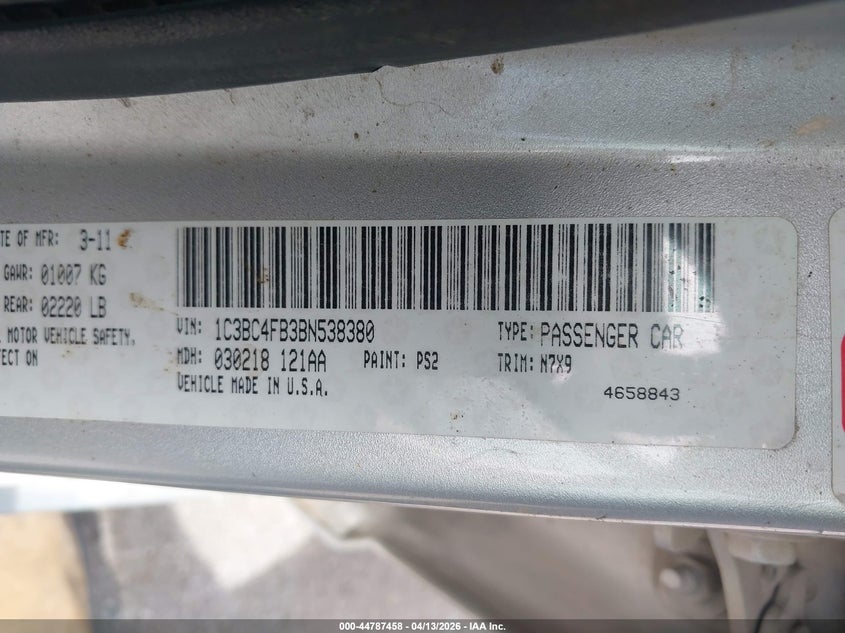 TE OF MFR: 3-11
GAWR: 01007 KG
REAR: 02220 LB
MOTOR VEHICLE SAFETY,
FECT ON
VIN: 1C3BC4FB3BN538380
TYPE: PASSENGER CAR
MDH: 030218 121AA
PAINT: PS2
TRIM: N7X9
VEHICLE MADE IN U.S.A.
4658843
000-44787458 - 04/13/2026 - IAA Inc.